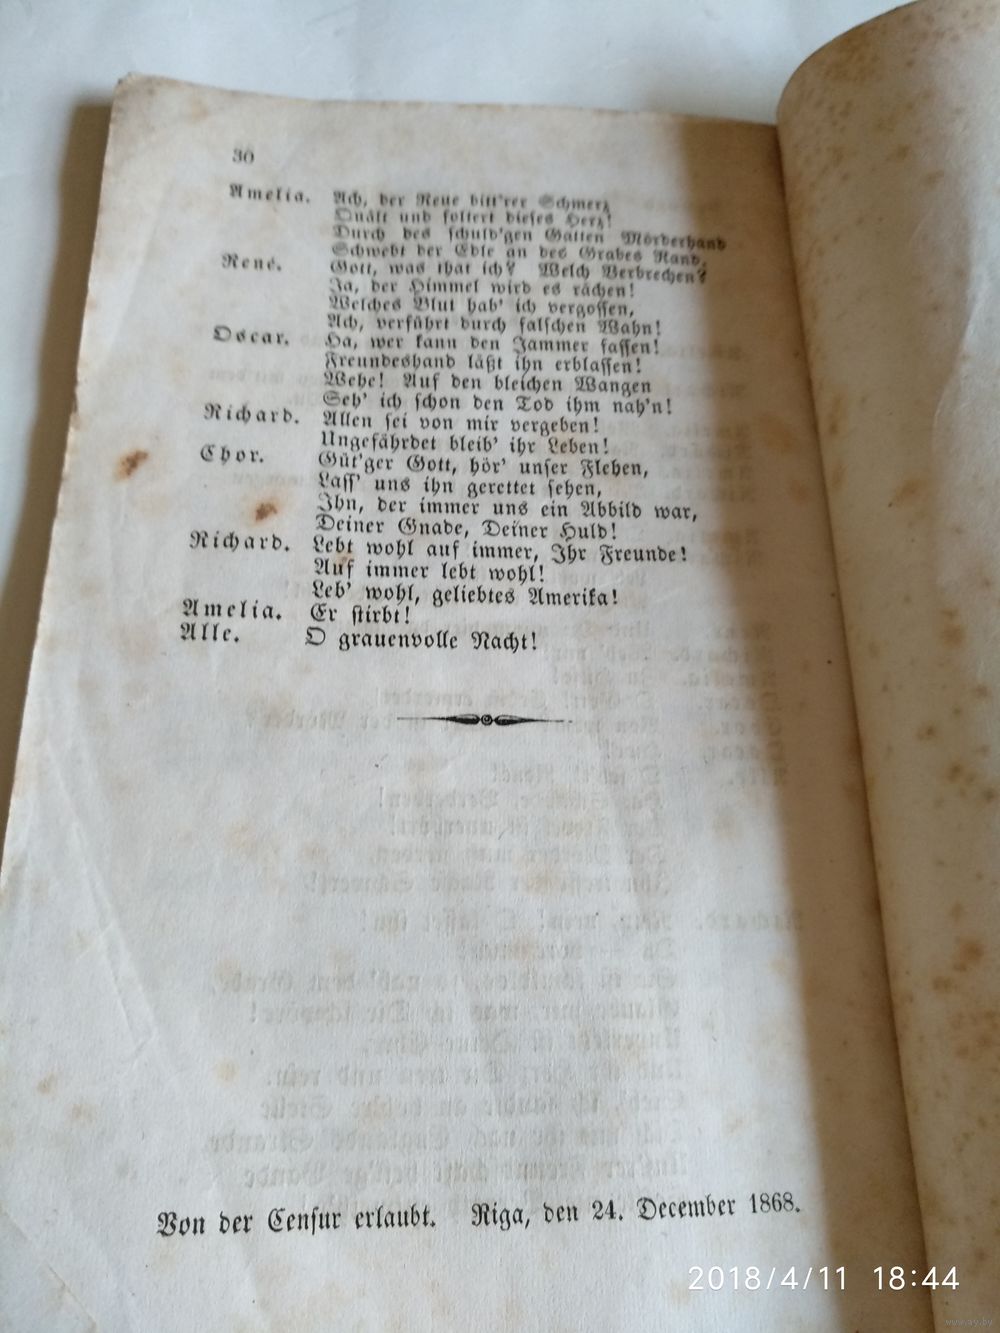 30
Amelia. Ach, der Reue bitt'rer Schmerz
Quält und foltert dieses Herz!
Durch des schuld'gen Gatten Mörderhand
Schwebt der Edle an des Grabes Rand.
René. Gott, was that ich? Welch Verbrechen?
Ja, der Himmel wird es rächen!
Welches Blut hab' ich vergossen,
Ach, verführt durch falschen Wahn!
Oscar. Ha, wer kann den Jammer fassen!
Freundeshand läßt ihn erblassen!
Wehe! Auf den bleichen Wangen
Seh' ich schon den Tod ihm nah'n!
Richard. Allen sei von mir vergeben!
Ungefährdet bleib' ihr Leben!
Chor. Güt'ger Gott, hör' unser Flehen,
Lass' uns ihn gerettet sehen,
Ihn, der immer uns ein Abbild war,
Deiner Gnade, Deiner Huld!
Richard. Lebt wohl auf immer, Ihr Freunde!
Auf immer lebt wohl!
Leb' wohl, geliebtes Amerika!
Amelia. Er stirbt!
Alle. O grauenvolle Nacht!
Von der Censur erlaubt. Riga, den 24. December 1868.
2018/4/11 18:44
www.ay.by